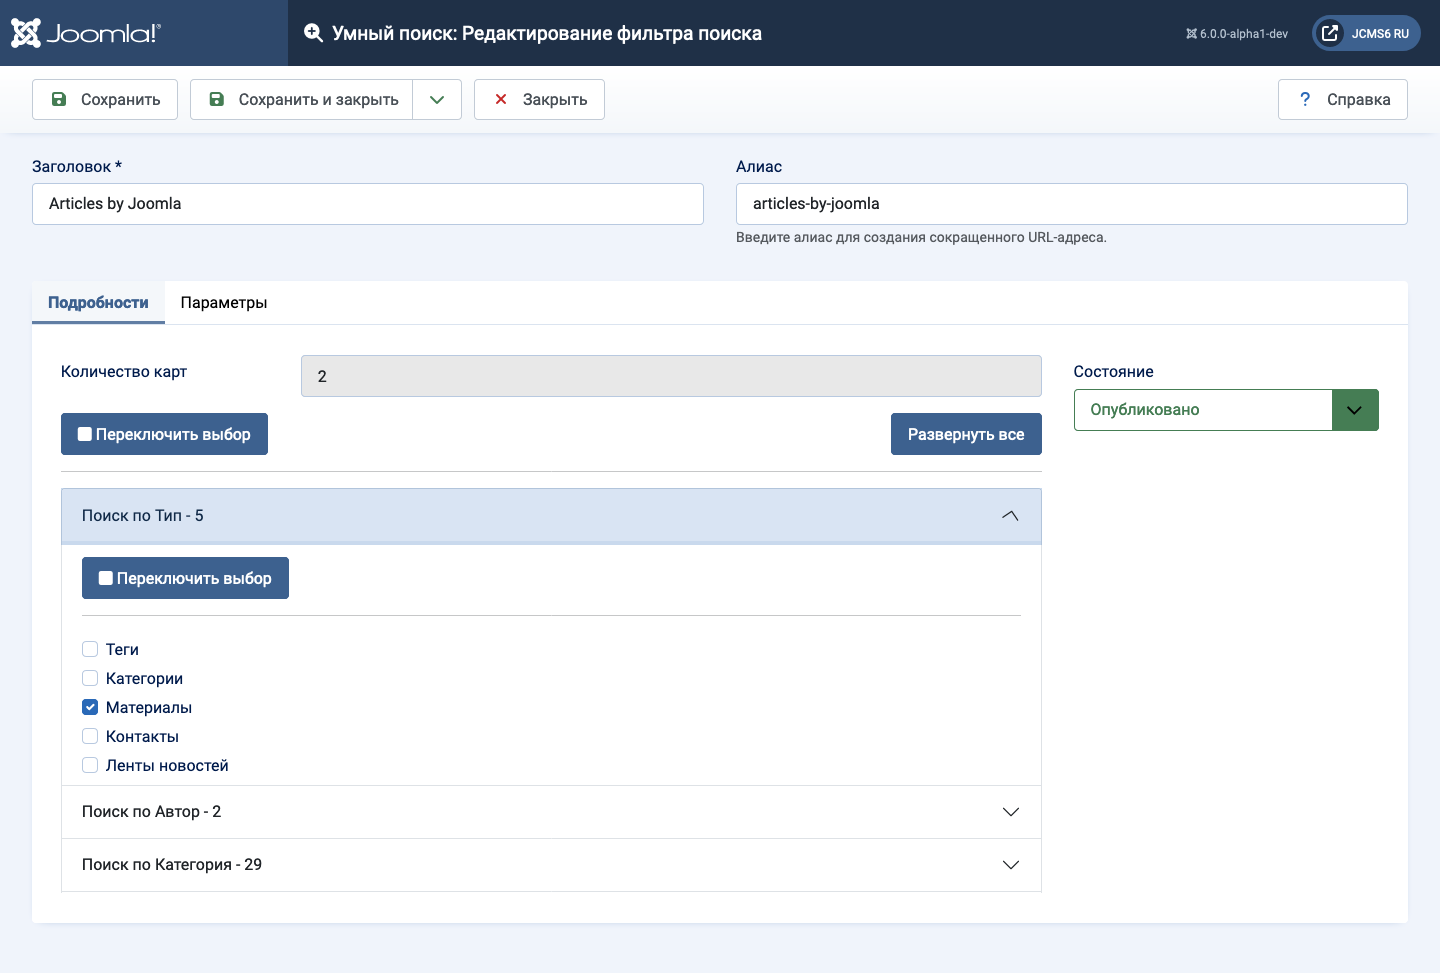 Joomla!®
Умный поиск: Редактирование фильтра поиска
6.0.0-alpha1-dev
JCMS6 RU
Сохранить
Сохранить и закрыть
Закрыть
? Справка
Заголовок *
Алиас
Articles by Joomla
articles-by-joomla
Введите алиас для создания сокращенного URL-адреса.
Подробности
Параметры
Количество карт
2
Состояние
Опубликовано
Переключить выбор
Развернуть все
Поиск по Тип - 5
Переключить выбор
Теги
Категории
Материалы
Контакты
Ленты новостей
Поиск по Автор - 2
Поиск по Категория - 29